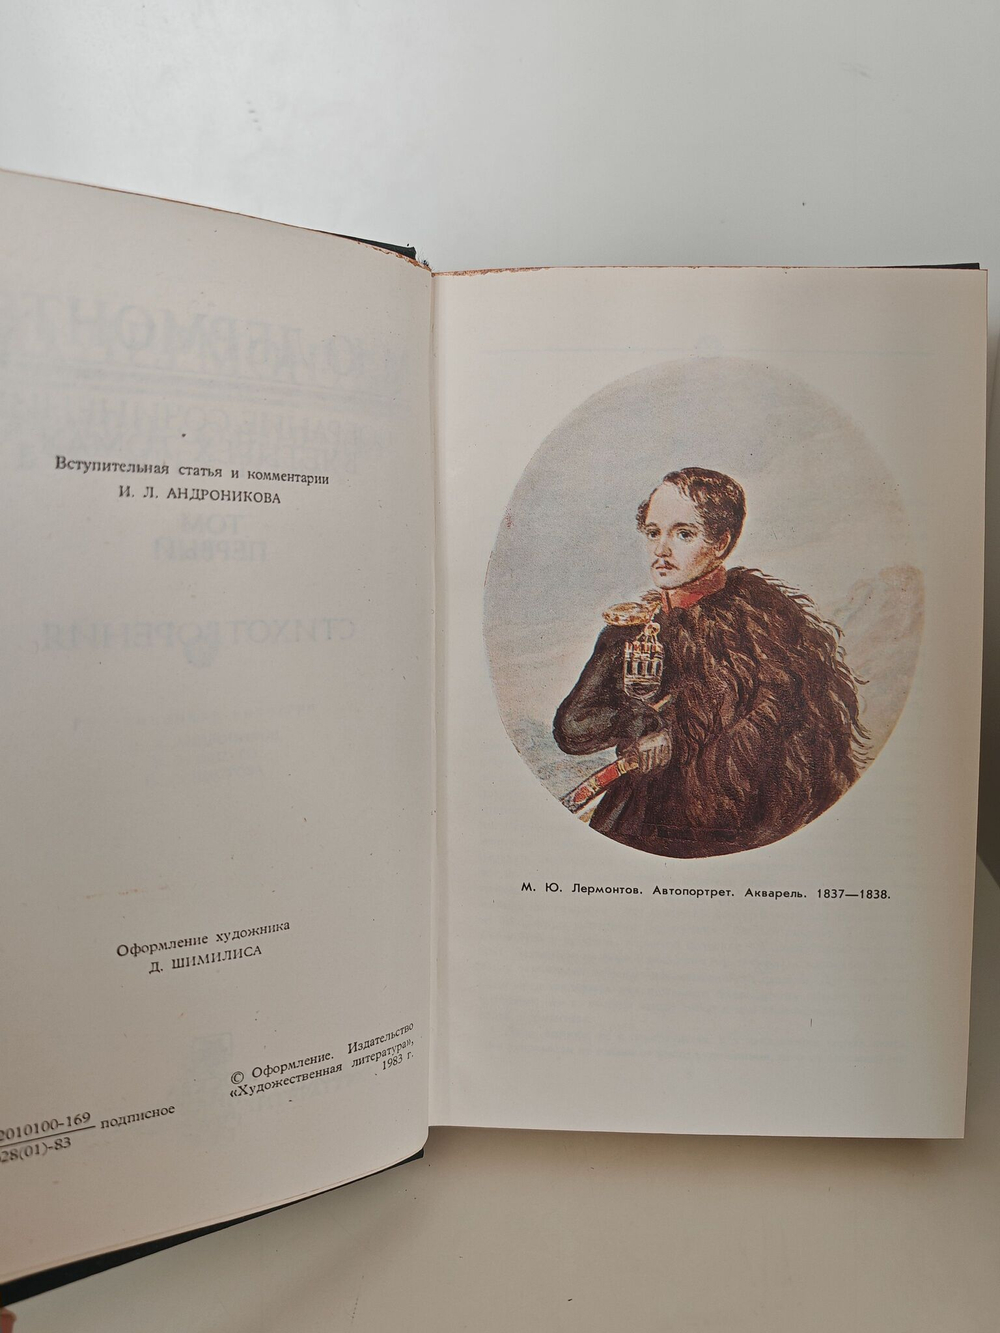 Вступительная статья и комментарии
И. Л. АНДРОНИКОВА
Оформление художника
Д. ШИМИЛИСА
© Оформление. Издательство
«Художественная литература»,
1983 г.
2010100-169
28(01)-83
подписное
М. Ю. Лермонтов. Автопортрет. Акварель. 1837—1838.